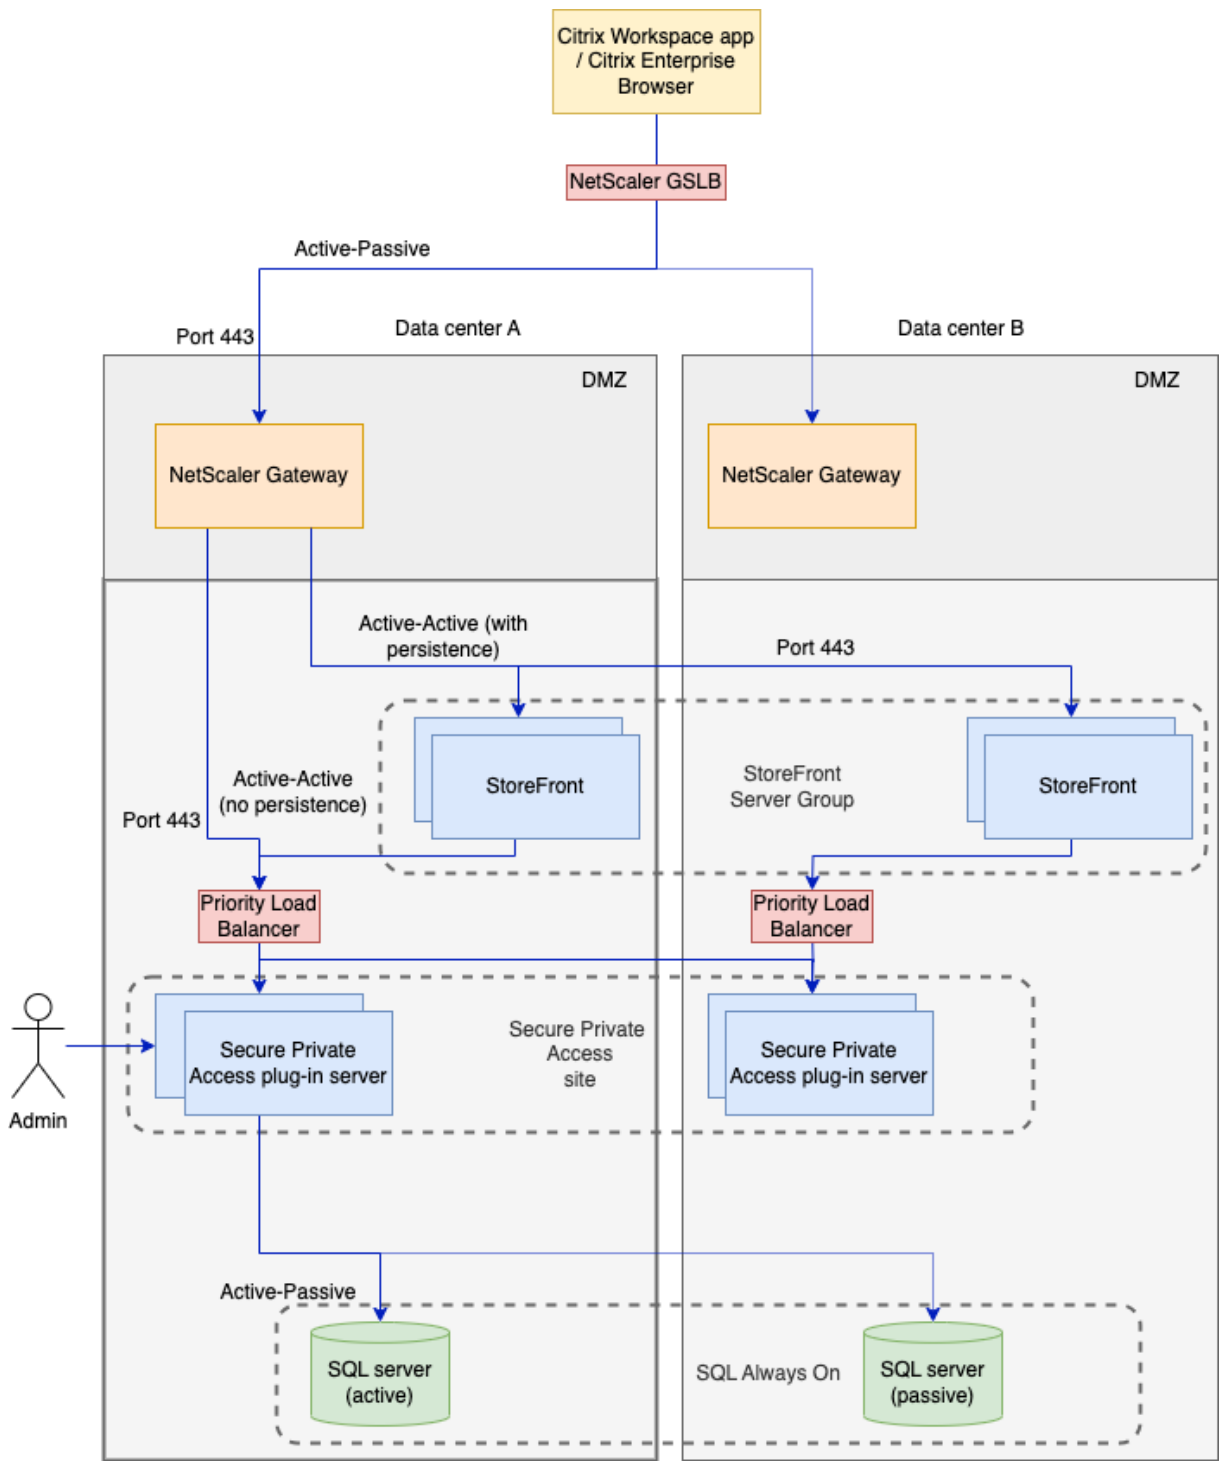 Citrix Workspace app
/ Citrix Enterprise
Browser
NetScaler GSLB
Active-Passive
Port 443
Data center A
Data center B
DMZ
DMZ
NetScaler Gateway
NetScaler Gateway
Active-Active (with
persistence)
Port 443
StoreFront
StoreFront
Server Group
StoreFront
Active-Active
(no persistence)
Port 443
Priority Load
Balancer
Priority Load
Balancer
Secure Private
Access plug-in server
Secure Private
Access
site
Secure Private
Access plug-in server
Admin
Active-Passive
SQL server
(active)
SQL Always On
SQL server
(passive)